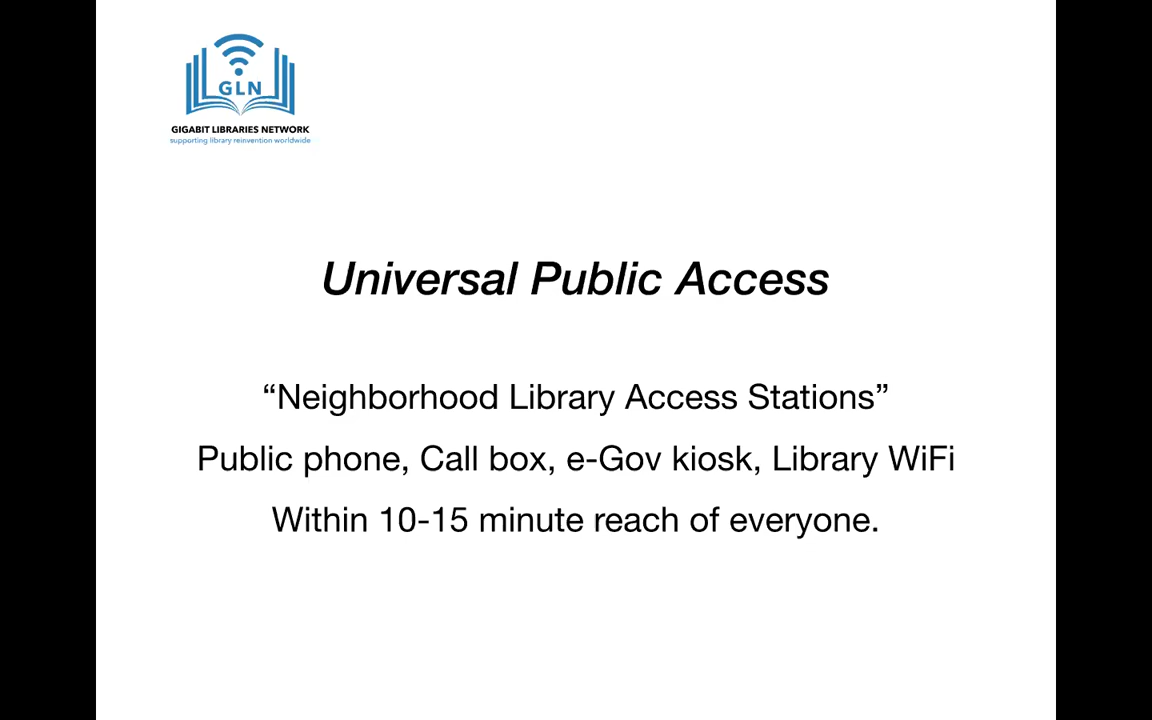 GLN
GIGABIT LIBRARIES NETWORK
supporting library reinvention worldwide
Universal Public Access
“Neighborhood Library Access Stations”
Public phone, Call box, e-Gov kiosk, Library WiFi
Within 10-15 minute reach of everyone.